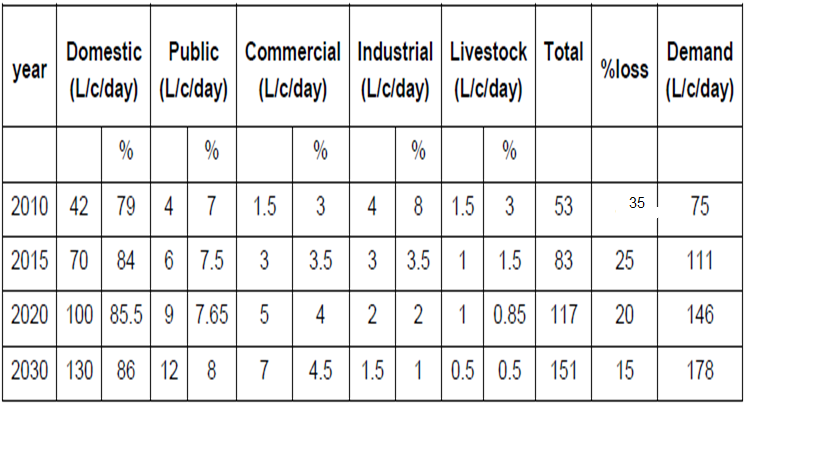 year Domestic (L/c/day) Public (L/c/day) Commercial (L/c/day) Industrial (L/c/day) Livestock (L/c/day) Total %loss Demand (L/c/day)
% % % % %
2010 42 79 4 7 1.5 3 4 8 1.5 3 53 35 75
2015 70 84 6 7.5 3 3.5 3 3.5 1 1.5 83 25 111
2020 100 85.5 9 7.65 5 4 2 2 1 0.85 117 20 146
2030 130 86 12 8 7 4.5 1.5 1 0.5 0.5 151 15 178